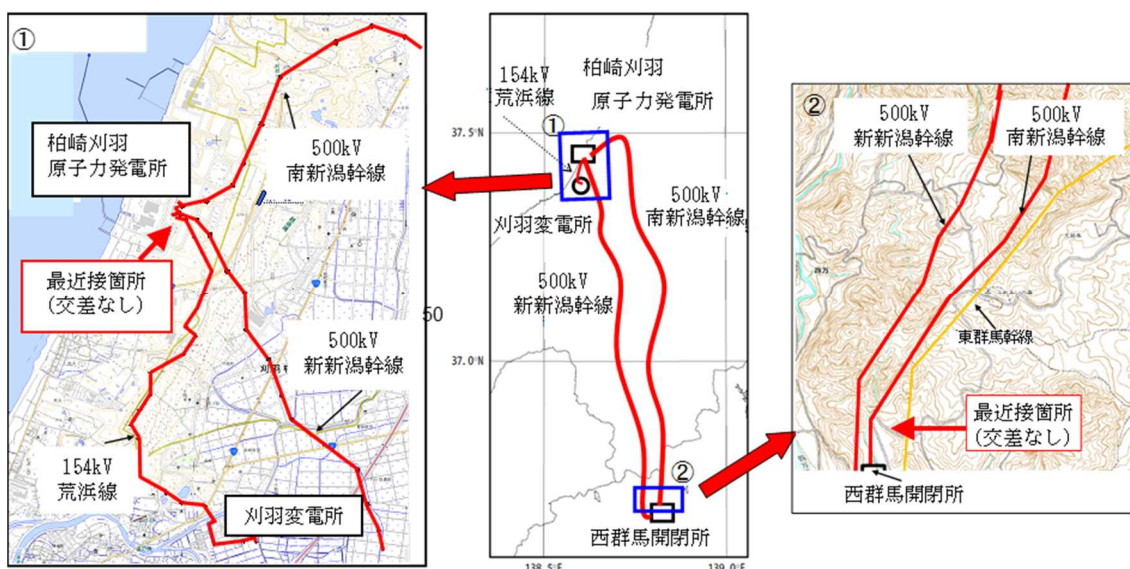 ①
柏崎刈羽
原子力発電所
500kV
南新潟幹線
最近接箇所
(交差なし)
500kV
新新潟幹線
154kV
荒浜線
刈羽変電所
50
柏崎刈羽
原子力発電所
154kV
荒浜線
①
37.5°N
刈羽変電所
500kV
南新潟幹線
500kV
新新潟幹線
37.0°N
②
西群馬開閉所
138.5°E
139.0°E
②
500kV
新新潟幹線
500kV
南新潟幹線
四万
東群馬幹線
最近接箇所
(交差なし)
西群馬開閉所